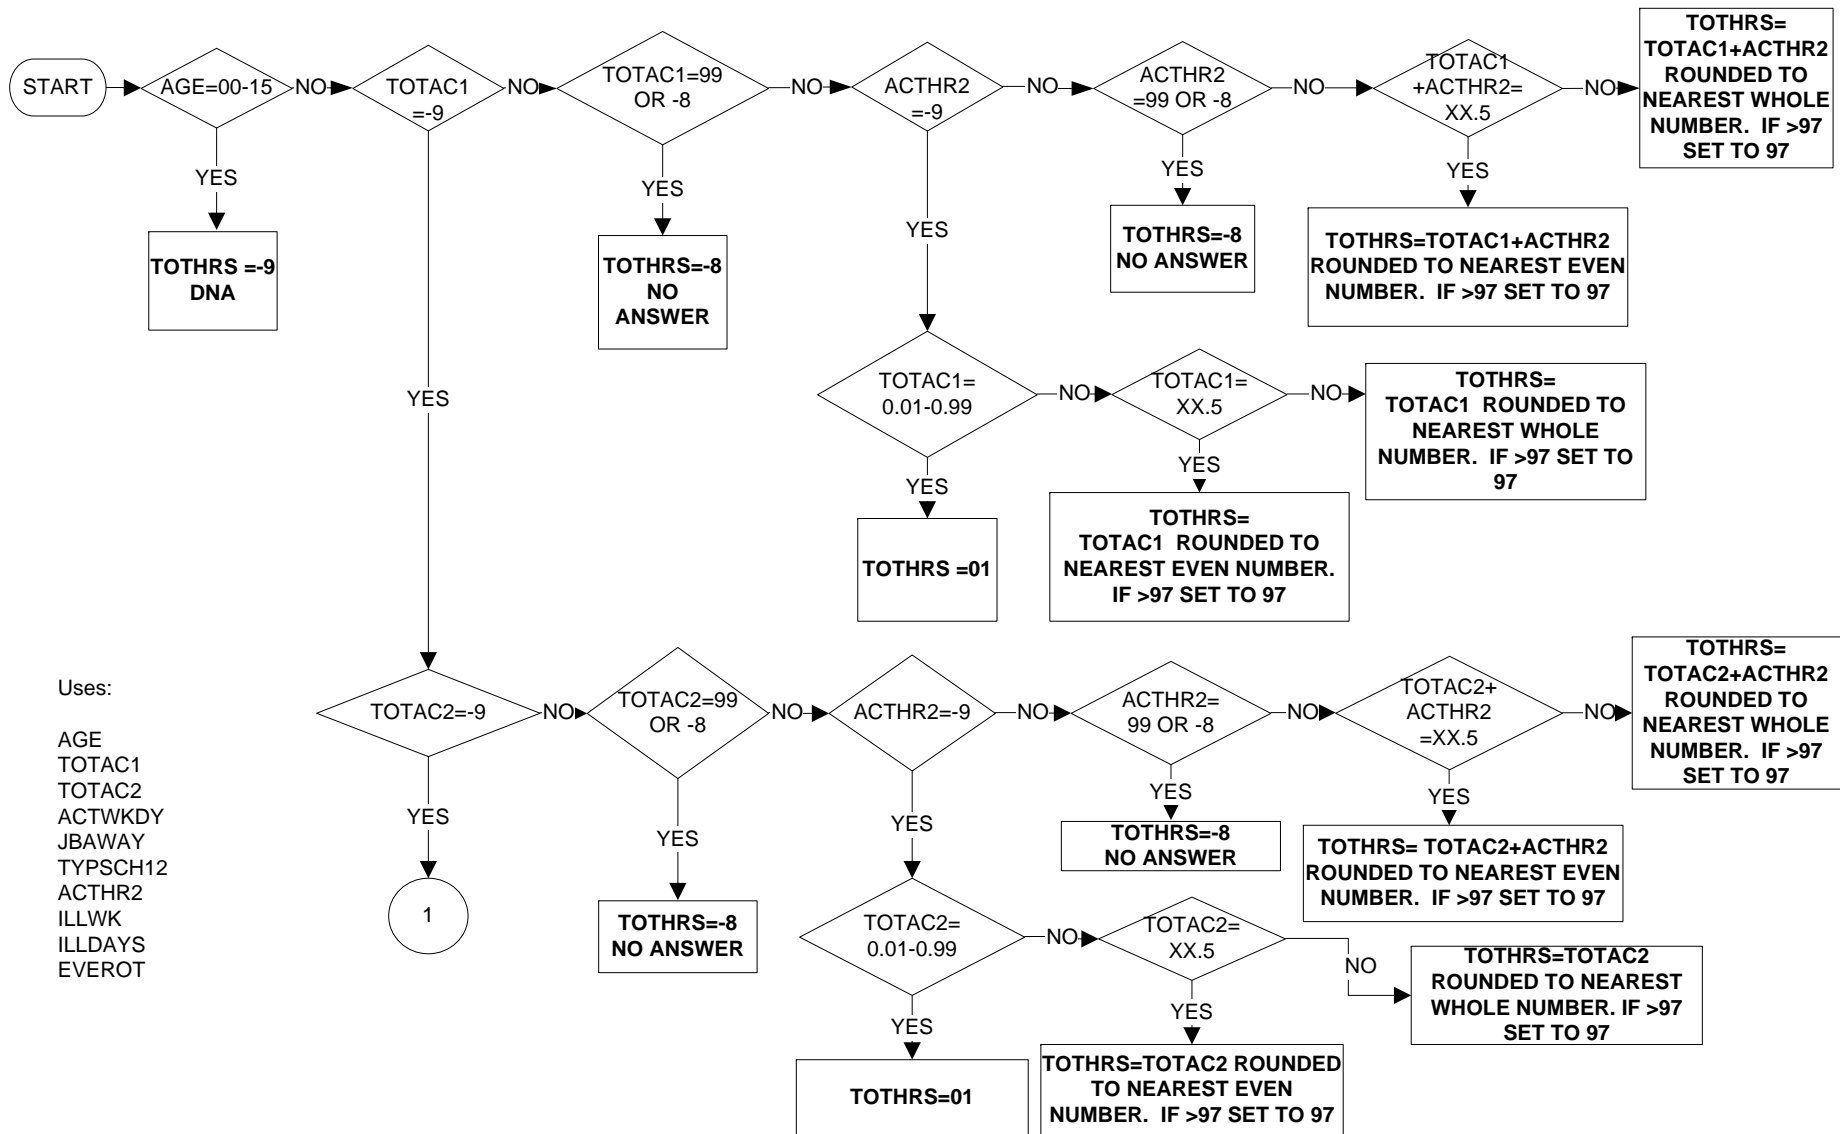 START
AGE=00-15
NO
TOTAC1
=-9
NO
TOTAC1=99
OR -8
NO
ACTHR2
=-9
NO
ACTHR2
=99 OR -8
NO
TOTAC1
+ACTHR2=
XX.5
NO
TOTHRS=
TOTAC1+ACTHR2
ROUNDED TO
NEAREST WHOLE
NUMBER. IF >97
SET TO 97
YES
YES
YES
YES
YES
YES
TOTHRS =-9
DNA
TOTHRS=-8
NO
ANSWER
TOTHRS=-8
NO ANSWER
TOTHRS=TOTAC1+ACTHR2
ROUNDED TO NEAREST EVEN
NUMBER. IF >97 SET TO 97
TOTAC1=
0.01-0.99
NO
TOTAC1=
XX.5
NO
TOTHRS=
TOTAC1 ROUNDED TO
NEAREST WHOLE
NUMBER. IF >97 SET TO
97
YES
YES
TOTHRS =01
TOTHRS=
TOTAC1 ROUNDED TO
NEAREST EVEN NUMBER.
IF >97 SET TO 97
Uses:
AGE
TOTAC1
TOTAC2
ACTWKDY
JBAWAY
TYPSCH12
ACTHR2
ILLWK
ILLDAYS
EVEROT
TOTAC2=-9
NO
TOTAC2=99
OR -8
NO
ACTHR2=-9
NO
ACTHR2=
99 OR -8
NO
TOTAC2+
ACTHR2
=XX.5
NO
TOTHRS=
TOTAC2+ACTHR2
ROUNDED TO
NEAREST WHOLE
NUMBER. IF >97
SET TO 97
YES
YES
YES
YES
YES
1
TOTHRS=-8
NO ANSWER
TOTHRS=-8
NO ANSWER
TOTHRS= TOTAC2+ACTHR2
ROUNDED TO NEAREST EVEN
NUMBER. IF >97 SET TO 97
TOTAC2=
0.01-0.99
NO
TOTAC2=
XX.5
NO
TOTHRS=TOTAC2
ROUNDED TO NEAREST
WHOLE NUMBER. IF >97
SET TO 97
YES
YES
TOTHRS=01
TOTHRS=TOTAC2 ROUNDED
TO NEAREST EVEN
NUMBER. IF >97 SET TO 97